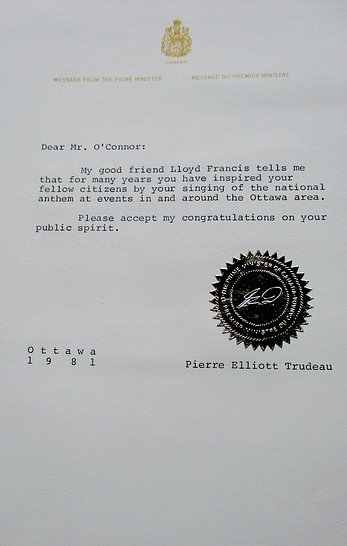 CANADA
MESSAGE FROM THE PRIME MINISTER MESSAGE DU PREMIER MINISTRE
Dear Mr. O'Connor:
My good friend Lloyd Francis tells me
that for many years you have inspired your
fellow citizens by your singing of the national
anthem at events in and around the Ottawa area.
Please accept my congratulations on your
public spirit.
Ottawa
1981
Pierre Elliott Trudeau